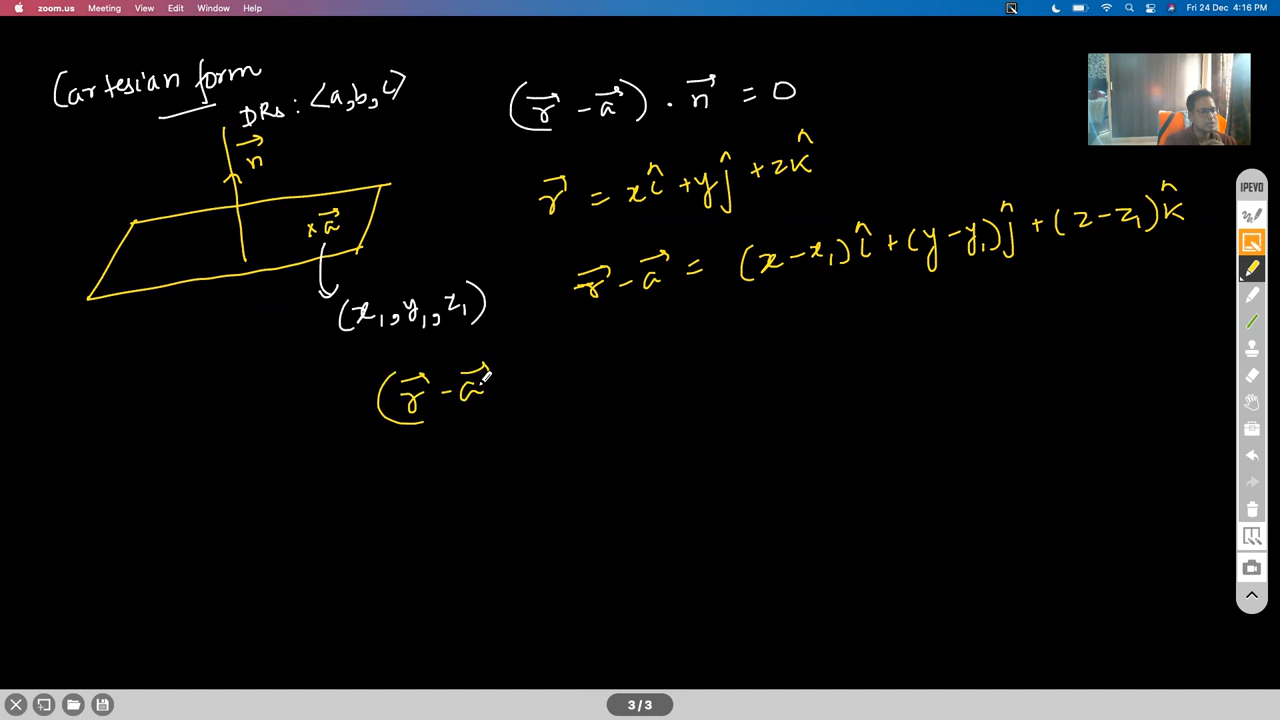 zoom.us Meeting View Edit Window Help Fri 24 Dec 4:16 PM
Cartesian form
DRs : <a, b, c>
(r⃗ - a⃗) · n⃗ = 0
n⃗
r⃗ = xî + yĵ + zk̂
× a⃗
r⃗ - a⃗ = (x - x₁)î + (y - y₁)ĵ + (z - z₁)k̂
(x₁, y₁, z₁)
(r⃗ - a⃗
IPEVO
3/3